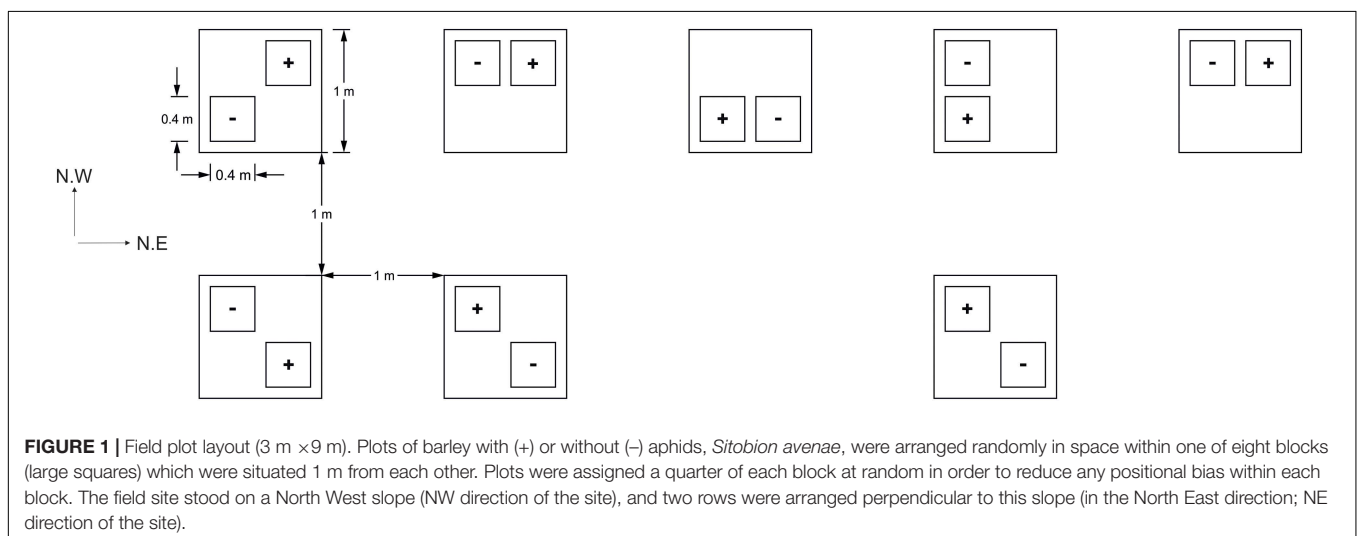 + - + + - - +
1 m
0.4 m - + - +
0.4 m
N.W
1 m
N.E
1 m
- + +
+ - -
FIGURE 1 | Field plot layout (3 m ×9 m). Plots of barley with (+) or without (–) aphids, Sitobion avenae, were arranged randomly in space within one of eight blocks
(large squares) which were situated 1 m from each other. Plots were assigned a quarter of each block at random in order to reduce any positional bias within each
block. The field site stood on a North West slope (NW direction of the site), and two rows were arranged perpendicular to this slope (in the North East direction; NE
direction of the site).